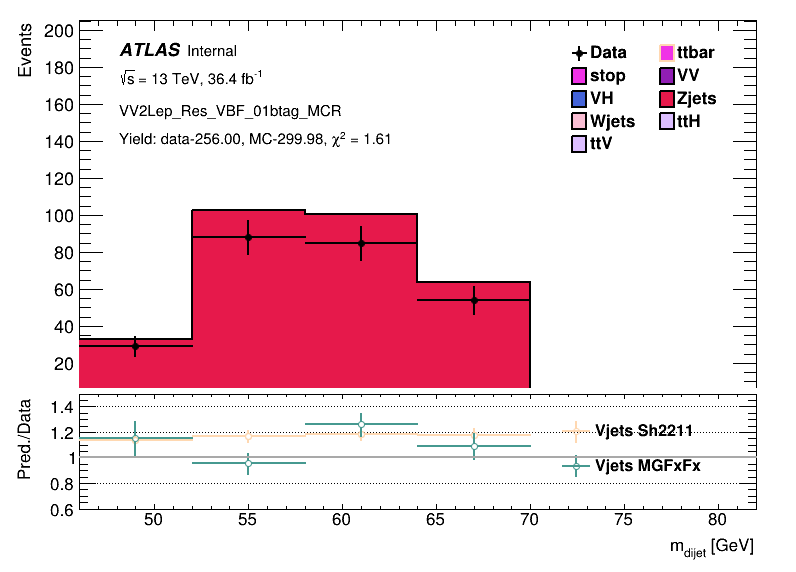 Events
200
180
160
140
120
100
80
60
40
20
ATLAS Internal
√s = 13 TeV, 36.4 fb⁻¹
VV2Lep_Res_VBF_01btag_MCR
Yield: data-256.00, MC-299.98, χ² = 1.61
Data
ttbar
stop
VV
VH
Zjets
Wjets
ttH
ttV
Pred./Data
1.4
1.2
1
0.8
0.6
Vjets Sh2211
Vjets MGFxFx
50 55 60 65 70 75 80
m_dijet [GeV]